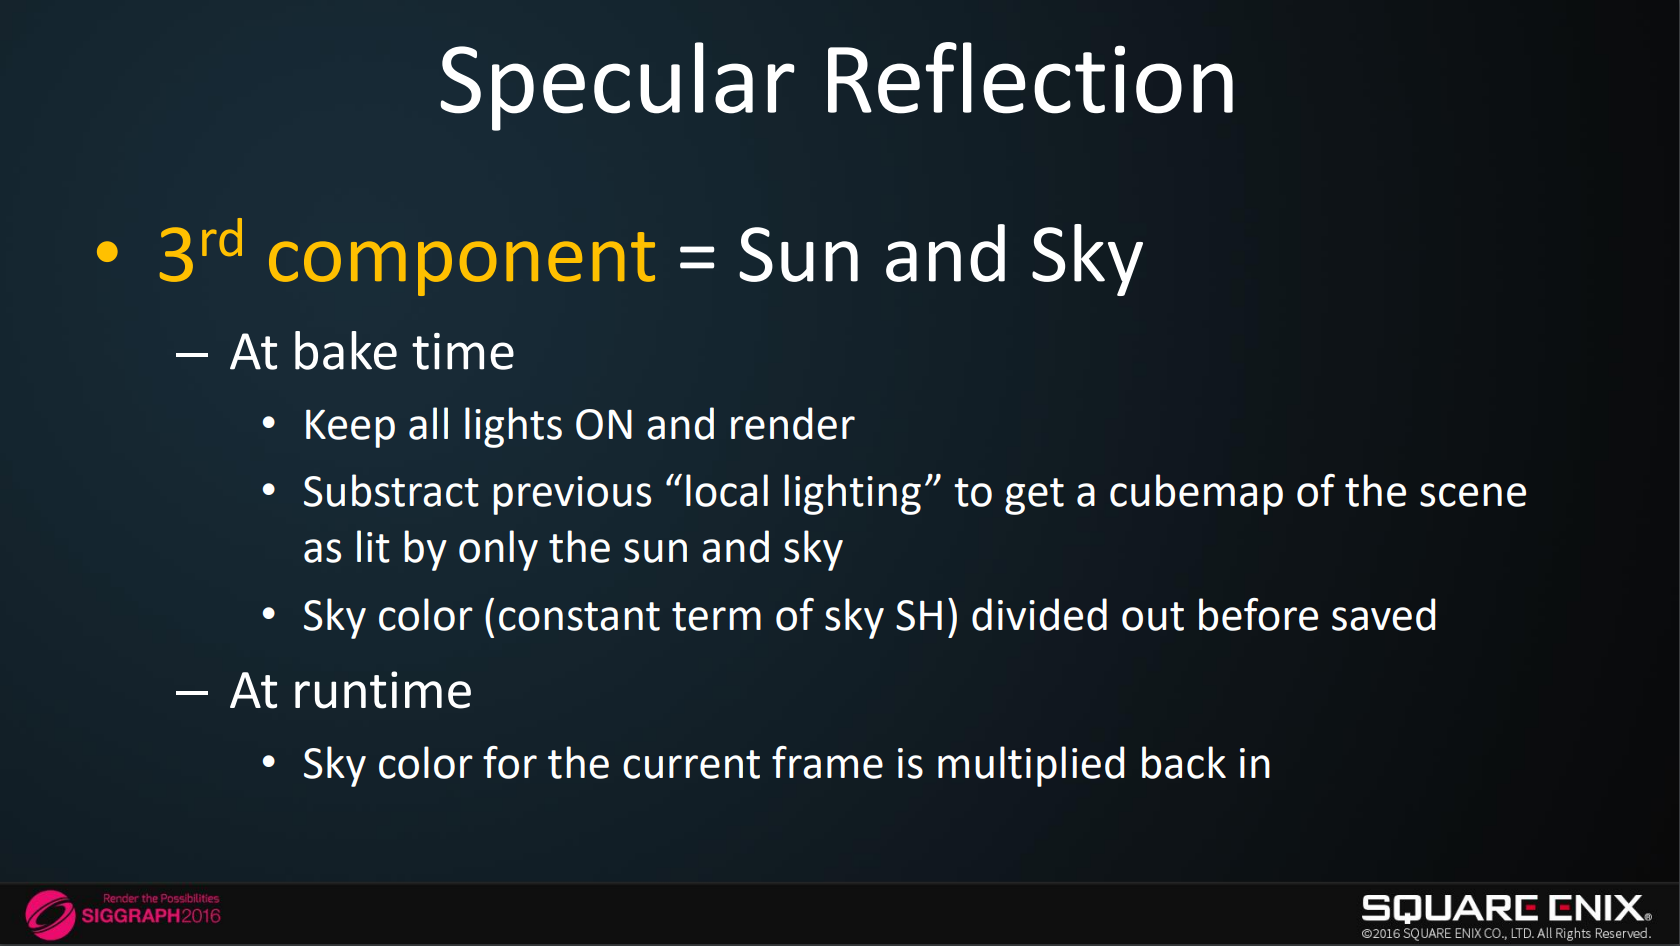 Specular Reflection
• 3rd component = Sun and Sky
– At bake time
• Keep all lights ON and render
• Substract previous “local lighting” to get a cubemap of the scene
as lit by only the sun and sky
• Sky color (constant term of sky SH) divided out before saved
– At runtime
• Sky color for the current frame is multiplied back in
Render the Possibilities
SIGGRAPH2016
SQUARE ENIX®
©2016 SQUARE ENIX CO., LTD. All Rights Reserved.